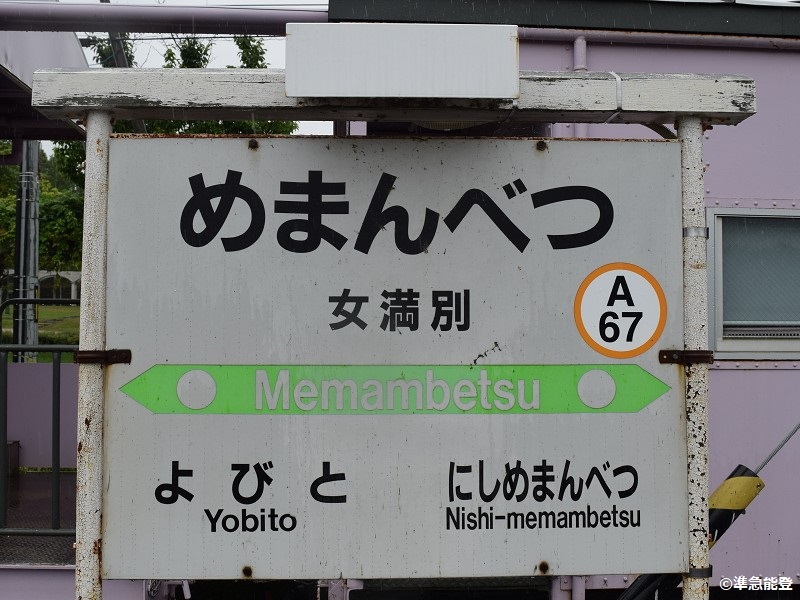 めまんべつ
女満別
A
67
Memambetsu
よびと
Yobito
にしめまんべつ
Nishi-memambetsu
©準急能登